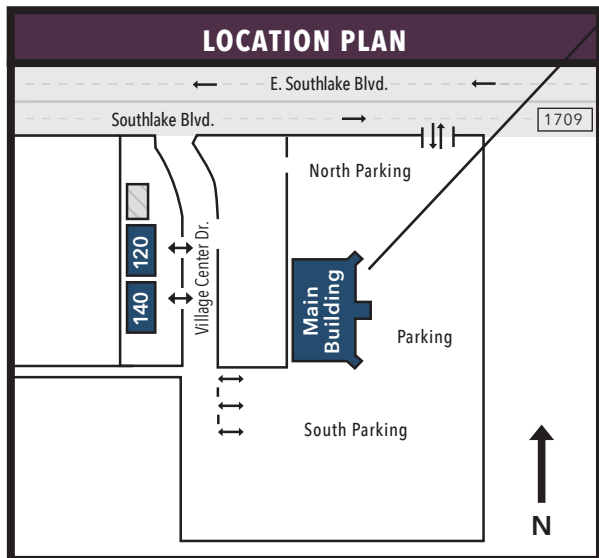 LOCATION PLAN
E. Southlake Blvd.
Southlake Blvd.
1709
North Parking
120
140
Village Center Dr.
Main
Building
Parking
South Parking
N